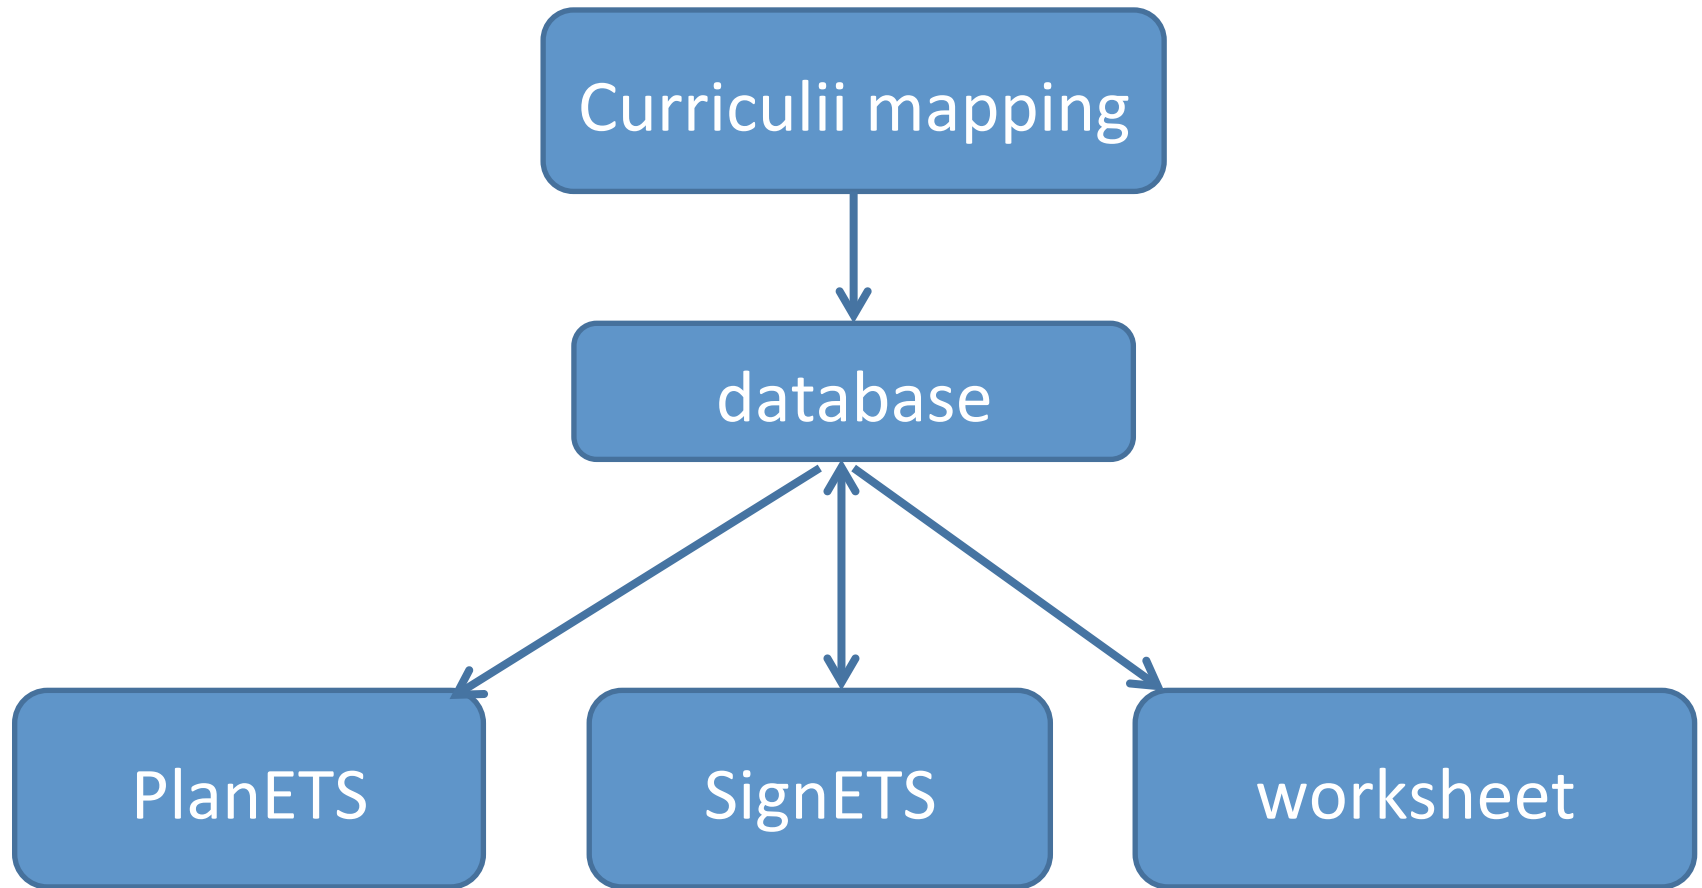 Curriculii mapping
database
PlanETS
SignETS
worksheet